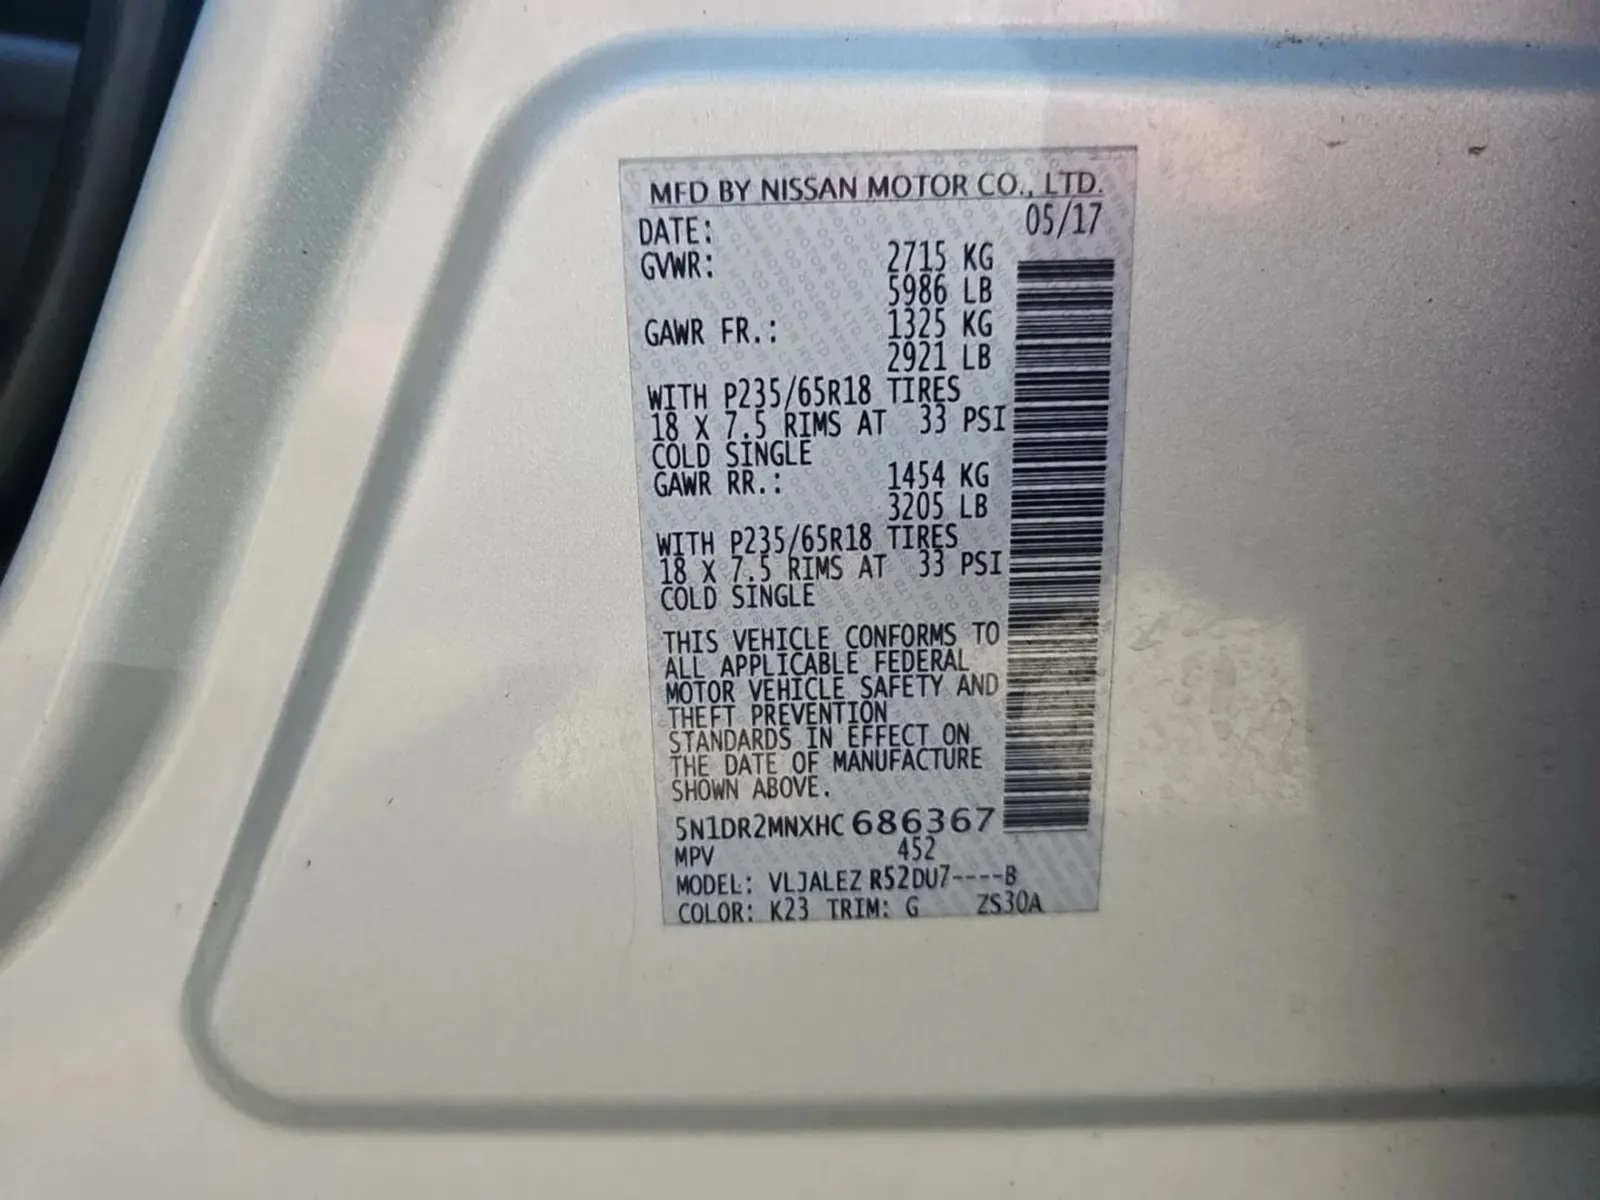 MFD BY NISSAN MOTOR CO., LTD.
DATE: 05/17
GVWR: 2715 KG
5986 LB
GAWR FR.: 1325 KG
2921 LB
WITH P235/65R18 TIRES
18 X 7.5 RIMS AT 33 PSI
COLD SINGLE
GAWR RR.: 1454 KG
3205 LB
WITH P235/65R18 TIRES
18 X 7.5 RIMS AT 33 PSI
COLD SINGLE
THIS VEHICLE CONFORMS TO
ALL APPLICABLE FEDERAL
MOTOR VEHICLE SAFETY AND
THEFT PREVENTION
STANDARDS IN EFFECT ON
THE DATE OF MANUFACTURE
SHOWN ABOVE.
5N1DR2MNXHC686367
MPV 452
MODEL: VLJALEZ R52DU7----B
COLOR: K23 TRIM: G ZS30A